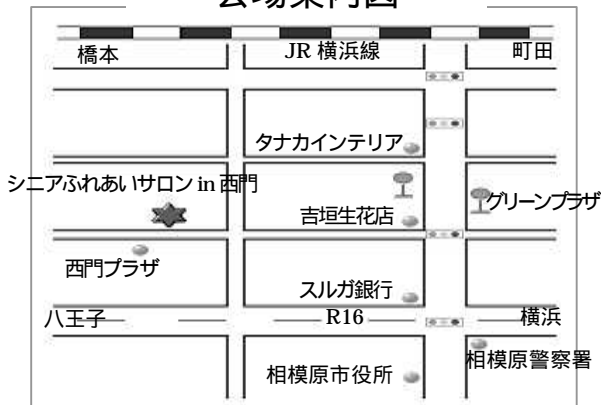 会場案内図
橋本
JR 横浜線
町田
タナカインテリア
シニアふれあいサロン in 西門
吉垣生花店
グリーンプラザ
西門プラザ
スルガ銀行
八王子
R16
横浜
相模原市役所
相模原警察署